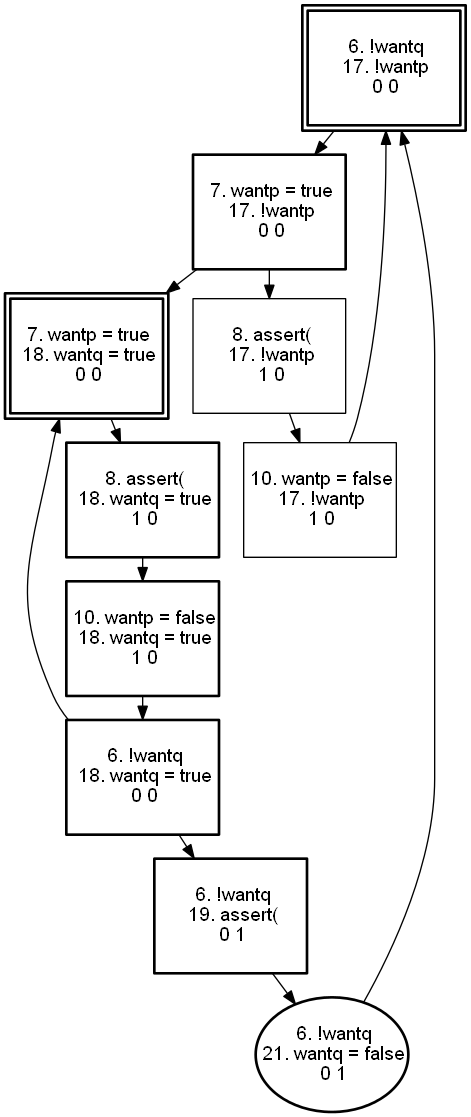 6. !wantq
17. !wantp
0 0
7. wantp = true
17. !wantp
0 0
7. wantp = true
18. wantq = true
0 0
8. assert(
17. !wantp
1 0
8. assert(
18. wantq = true
1 0
10. wantp = false
17. !wantp
1 0
10. wantp = false
18. wantq = true
1 0
6. !wantq
18. wantq = true
0 0
6. !wantq
19. assert(
0 1
6. !wantq
21. wantq = false
0 1